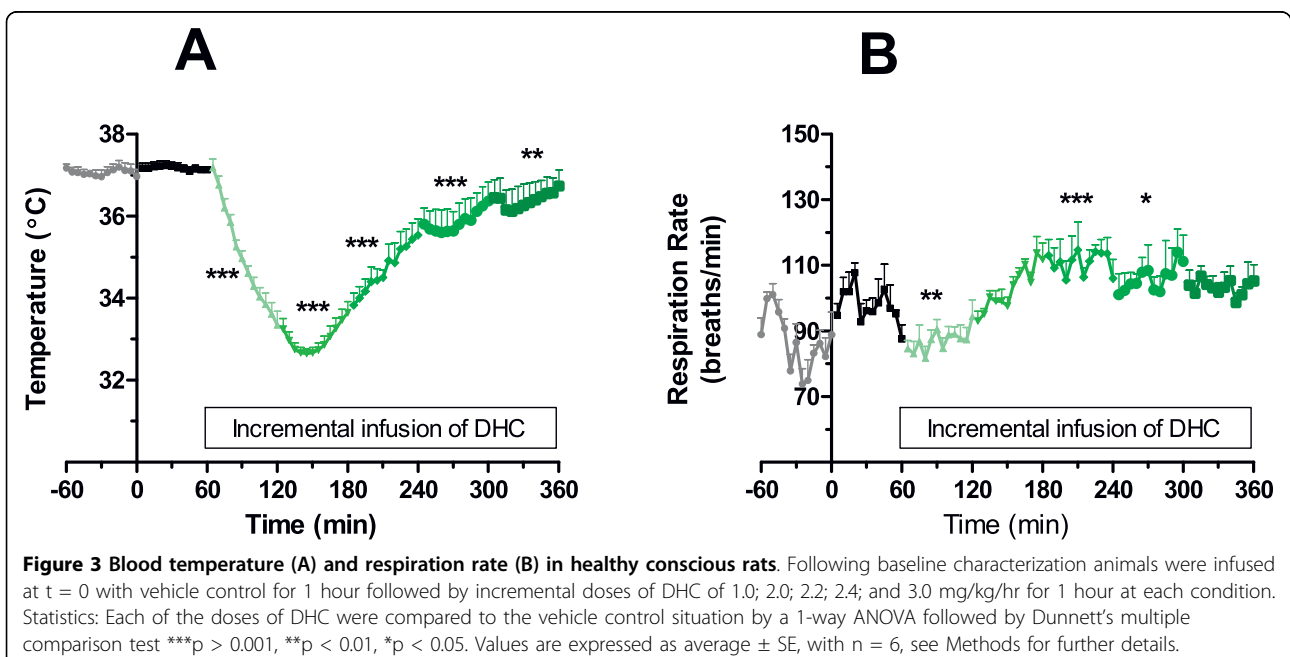 A
B
38
36
34
32
Temperature (°C)
***
***
***
***
**
Incremental infusion of DHC
-60 0 60 120 180 240 300 360
Time (min)
150
130
110
90
70
Respiration Rate
(breaths/min)
**
***
*
Incremental infusion of DHC
-60 0 60 120 180 240 300 360
Time (min)
Figure 3 Blood temperature (A) and respiration rate (B) in healthy conscious rats. Following baseline characterization animals were infused
at t = 0 with vehicle control for 1 hour followed by incremental doses of DHC of 1.0; 2.0; 2.2; 2.4; and 3.0 mg/kg/hr for 1 hour at each condition.
Statistics: Each of the doses of DHC were compared to the vehicle control situation by a 1-way ANOVA followed by Dunnett's multiple
comparison test ***p > 0.001, **p < 0.01, *p < 0.05. Values are expressed as average ± SE, with n = 6, see Methods for further details.